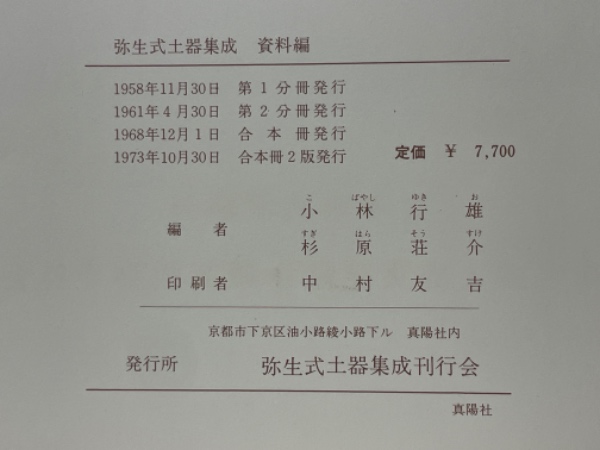 弥生式土器集成 資料編
1958年11月30日 第1分冊発行
1961年4月30日 第2分冊発行
1968年12月1日 合本 冊発行
1973年10月30日 合本冊2版発行 定価 ¥ 7,700
こ ばやし ゆき お
小 林 行 雄
編 者
すぎ はら そう すけ
杉 原 荘 介
印刷者 中 村 友 吉
京都市下京区油小路綾小路下ル 真陽社内
発行所 弥生式土器集成刊行会
真陽社